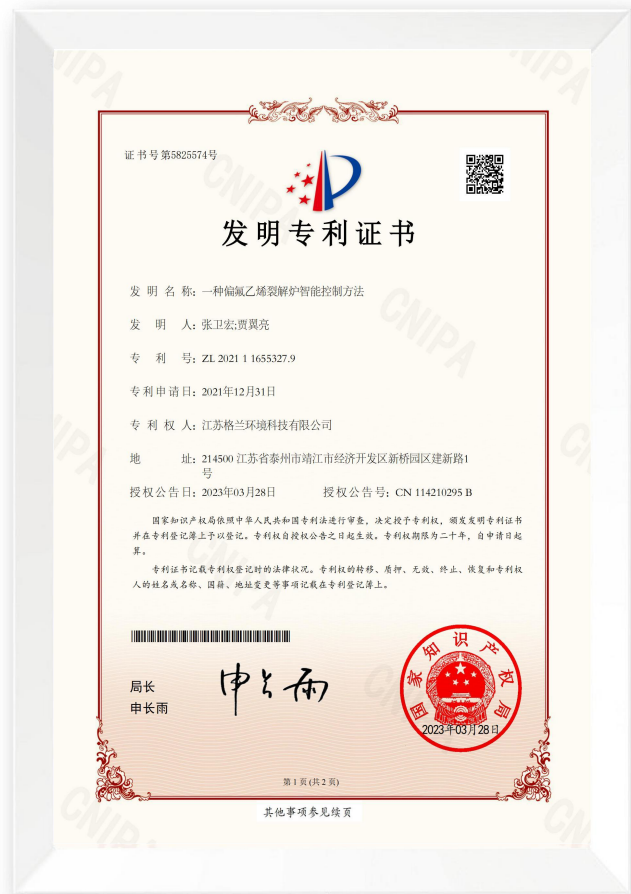 证书号第5825574号
发明专利证书
发明名称：一种偏氟乙烯裂解炉智能控制方法
发明人：张卫宏;贾翼亮
专利号：ZL 2021 1 1655327.9
专利申请日：2021年12月31日
专利权人：江苏格兰环境科技有限公司
地址：214500 江苏省泰州市靖江市经济开发区新桥园区建新路1
号
授权公告日：2023年03月28日 授权公告号：CN 114210295 B
国家知识产权局依照中华人民共和国专利法进行审查，决定授予专利权，颁发发明专利证书
并在专利登记簿上予以登记。专利权自授权公告之日起生效。专利权期限为二十年，自申请日起
算。
专利证书记载专利权登记时的法律状况。专利权的转移、质押、无效、终止、恢复和专利权
人的姓名或名称、国籍、地址变更等事项记载在专利登记簿上。
局长
申长雨
申长雨
国家知识产权局
2023年03月28日
第1页(共2页)
其他事项参见续页
CNIPA
CNIPA
CNIPA
CNIPA
CNIPA
CNIPA
CNIPA
CNIPA
CNIPA